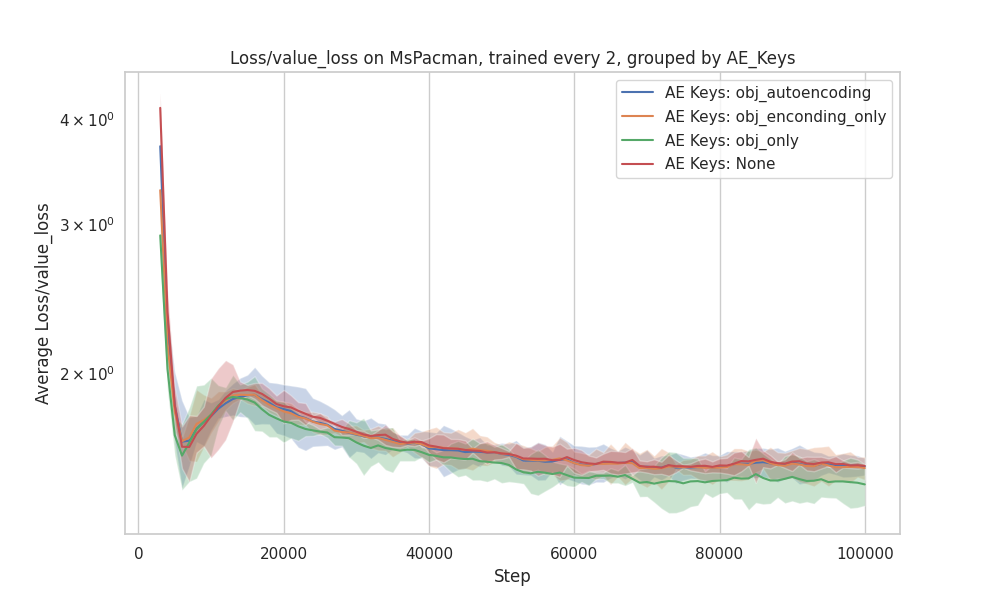 Loss/value_loss on MsPacman, trained every 2, grouped by AE_Keys
AE Keys: obj_autoencoding
AE Keys: obj_enconding_only
AE Keys: obj_only
AE Keys: None
Average Loss/value_loss
4 × 10⁰
3 × 10⁰
2 × 10⁰
0 20000 40000 60000 80000 100000
Step